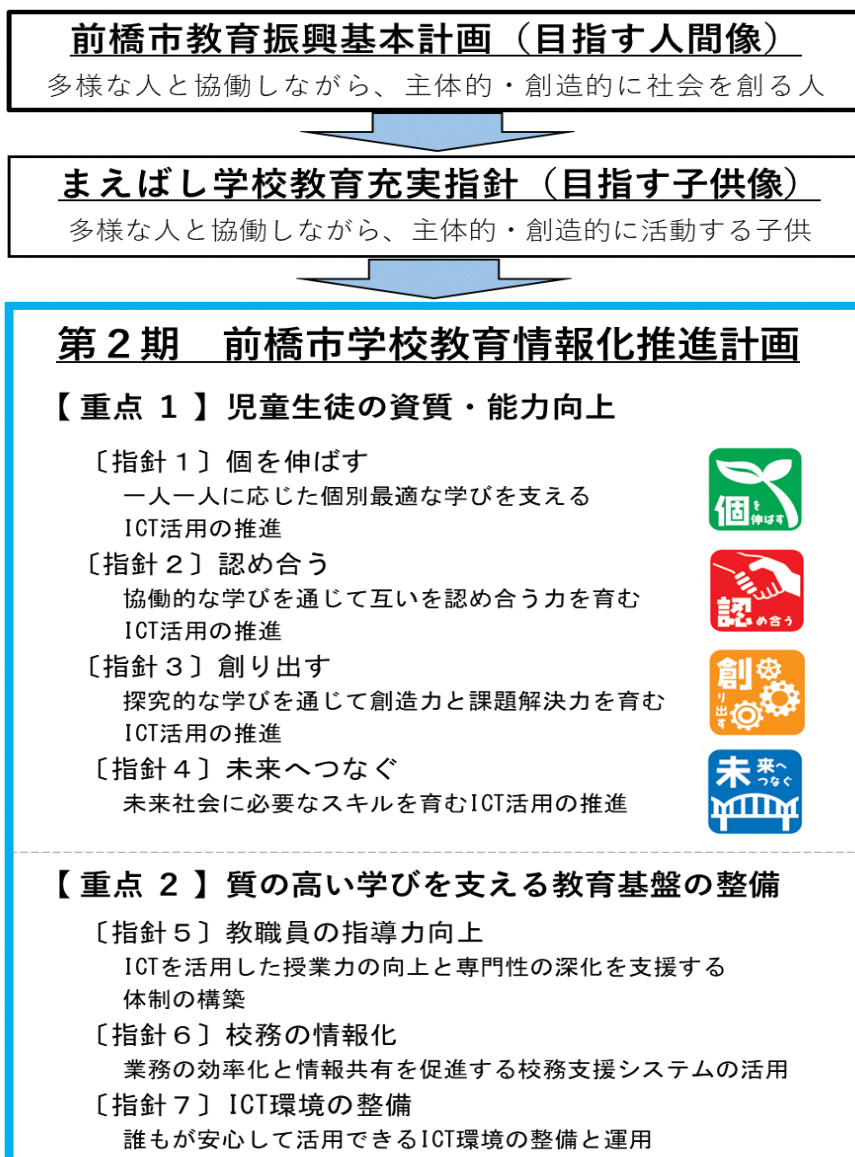 前橋市教育振興基本計画（目指す人間像）
多様な人と協働しながら、主体的・創造的に社会を創る人
まえばし学校教育充実指針（目指す子供像）
多様な人と協働しながら、主体的・創造的に活動する子供
第２期　前橋市学校教育情報化推進計画
【重点 １】児童生徒の資質・能力向上
〔指針１〕個を伸ばす
一人一人に応じた個別最適な学びを支える
ICT活用の推進
個を伸ばす
〔指針２〕認め合う
協働的な学びを通じて互いを認め合う力を育む
ICT活用の推進
認め合う
〔指針３〕創り出す
探究的な学びを通じて創造力と課題解決力を育む
ICT活用の推進
創り出す
〔指針４〕未来へつなぐ
未来社会に必要なスキルを育むICT活用の推進
未来へ
つなぐ
【重点 ２】質の高い学びを支える教育基盤の整備
〔指針５〕教職員の指導力向上
ICTを活用した授業力の向上と専門性の深化を支援する
体制の構築
〔指針６〕校務の情報化
業務の効率化と情報共有を促進する校務支援システムの活用
〔指針７〕ICT環境の整備
誰もが安心して活用できるICT環境の整備と運用